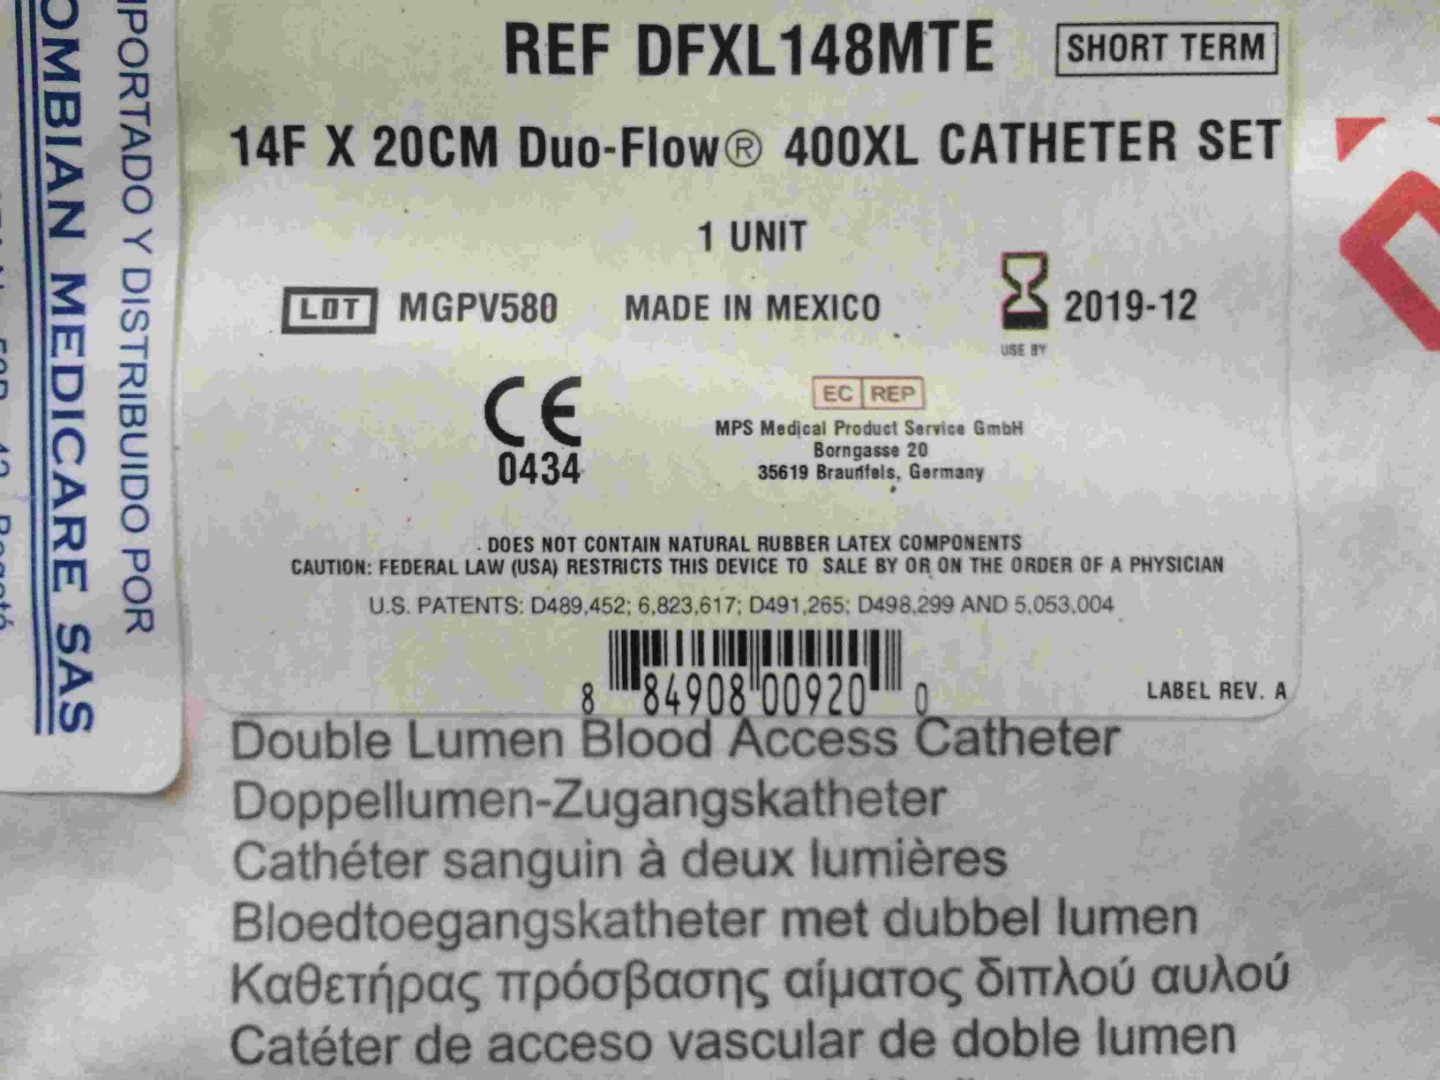 REF DFXL148MTE SHORT TERM
14F X 20CM Duo-Flow® 400XL CATHETER SET
1 UNIT
LOT MGPV580 MADE IN MEXICO 2019-12
USE BY
CE
0434
EC REP
MPS Medical Product Service GmbH
Borngasse 20
35619 Braunfels, Germany
DOES NOT CONTAIN NATURAL RUBBER LATEX COMPONENTS
CAUTION: FEDERAL LAW (USA) RESTRICTS THIS DEVICE TO SALE BY OR ON THE ORDER OF A PHYSICIAN
U.S. PATENTS: D489,452; 6,823,617; D491,265; D498,299 AND 5,053,004
8 84908 00920 0
LABEL REV. A
Double Lumen Blood Access Catheter
Doppellumen-Zugangskatheter
Cathéter sanguin à deux lumières
Bloedtoegangskatheter met dubbel lumen
Καθετήρας πρόσβασης αίματος διπλού αυλού
Catéter de acceso vascular de doble lumen
IPORTADO Y DISTRIBUIDO POR
OMBIAN MEDICARE SAS